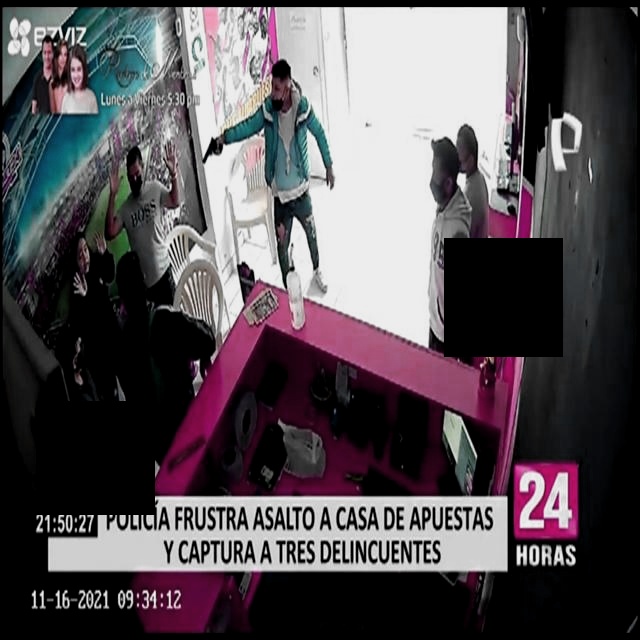 ezviz
Lunes a Viernes 5:30 pm
BOSS
21:50:27
POLICÍA FRUSTRA ASALTO A CASA DE APUESTAS
Y CAPTURA A TRES DELINCUENTES
24
HORAS
11-16-2021 09:34:12